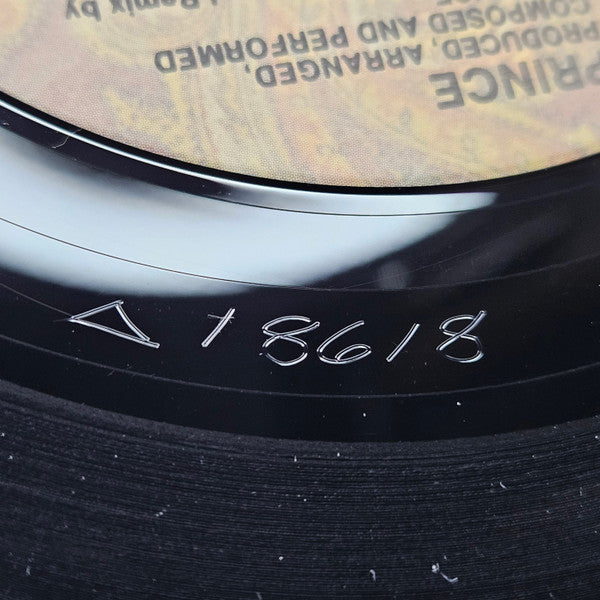 PRINCE
PRODUCED, ARRANGED,
COMPOSED AND PERFORMED
Remix by
△ 18618